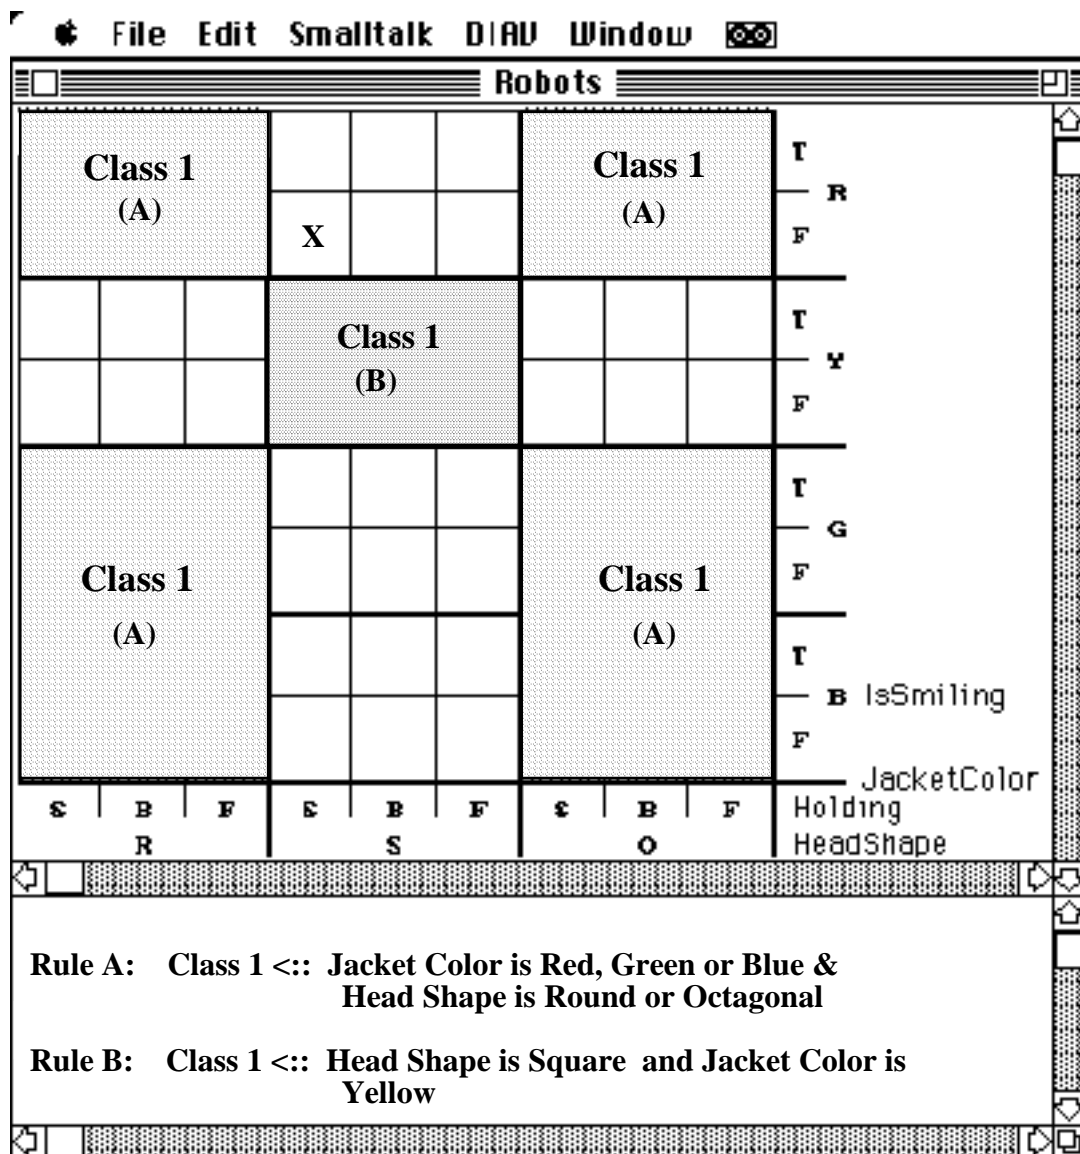 File Edit Smalltalk DIAV Window
Robots
Class 1 Class 1 T
(A) (A) R
X F
Class 1 T
(B) Y
F
T
G
Class 1 Class 1 F
(A) (A)
T
B IsSmiling
F
JacketColor
S B F S B F S B F Holding
R S O HeadShape
Rule A: Class 1 <:: Jacket Color is Red, Green or Blue &
Head Shape is Round or Octagonal
Rule B: Class 1 <:: Head Shape is Square and Jacket Color is
Yellow